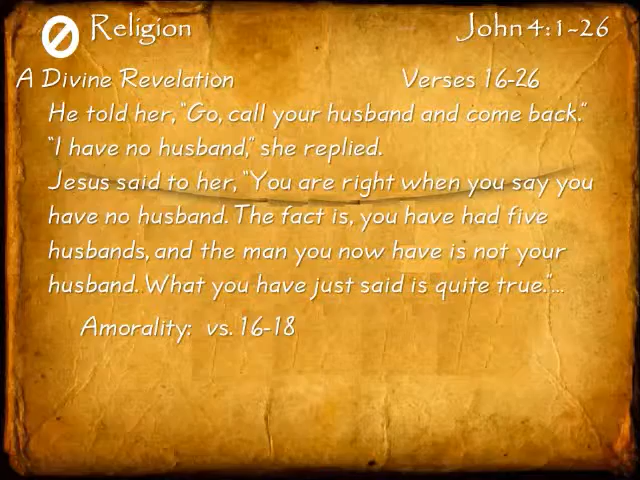 Religion John 4:1-26
A Divine Revelation Verses 16-26
He told her, "Go, call your husband and come back."
"I have no husband," she replied.
Jesus said to her, "You are right when you say you
have no husband. The fact is, you have had five
husbands, and the man you now have is not your
husband. What you have just said is quite true."...
Amorality: vs. 16-18